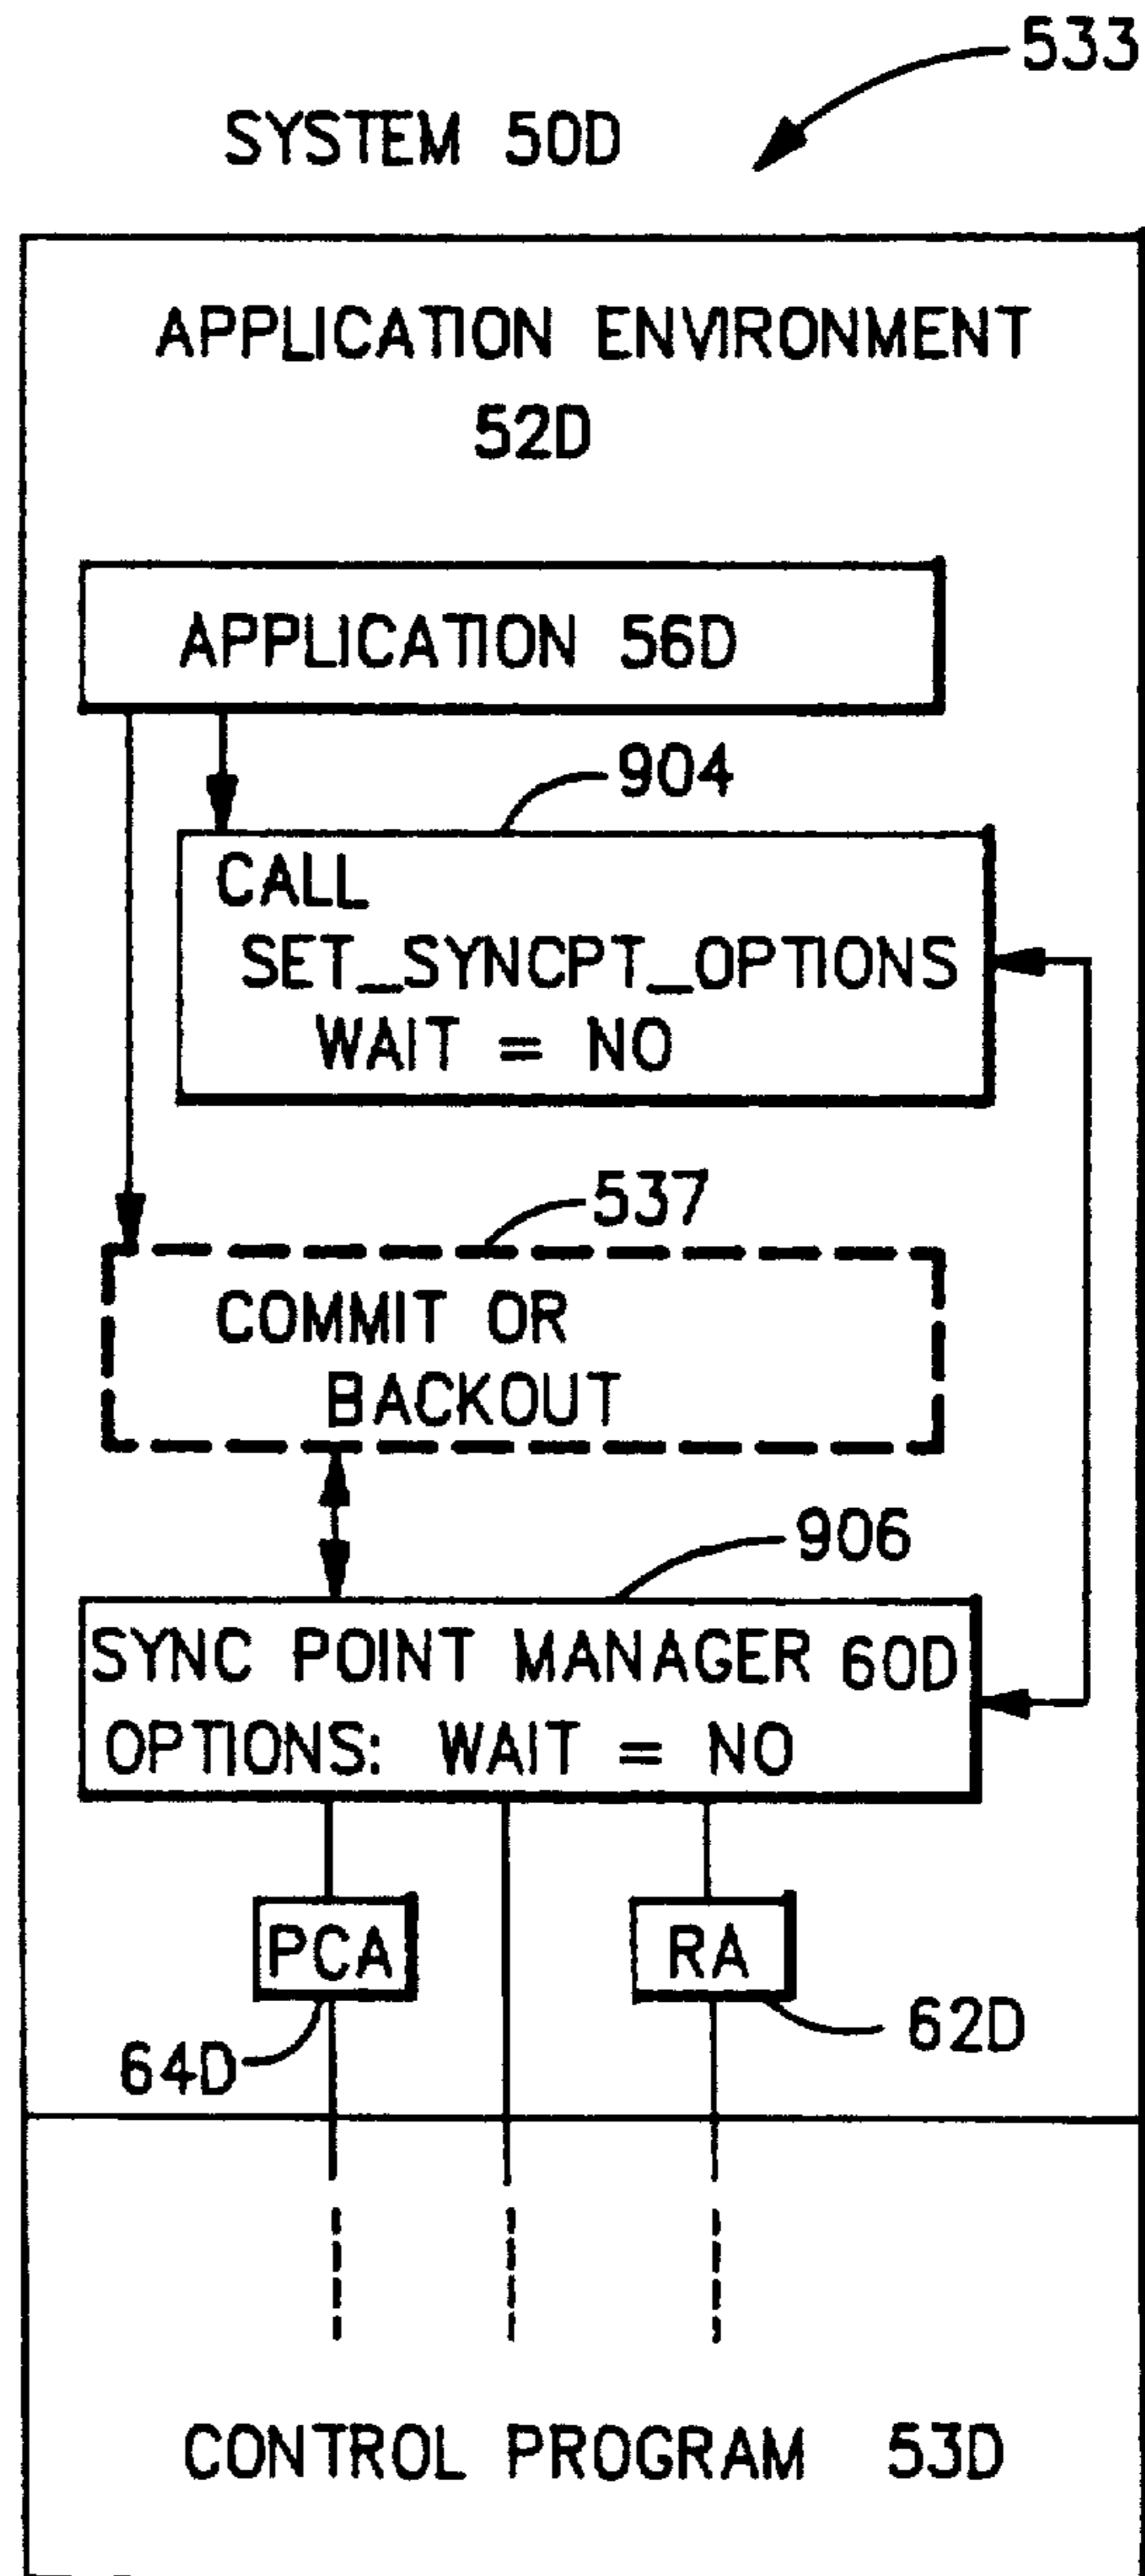 533
SYSTEM 50D
APPLICATION ENVIRONMENT
52D
APPLICATION 56D
904
CALL
SET_SYNCPT_OPTIONS
WAIT = NO
537
COMMIT OR
BACKOUT
906
SYNC POINT MANAGER 60D
OPTIONS: WAIT = NO
PCA
RA
64D
62D
CONTROL PROGRAM 53D